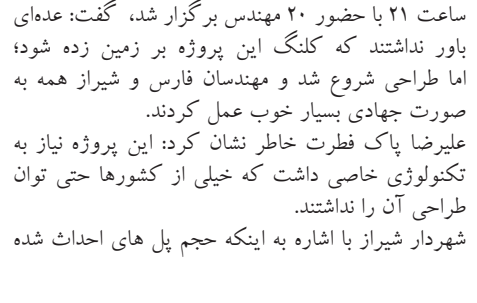 ساعت ۲۱ با حضور ۲۰ مهندس برگزار شد، گفت: عده‌ای
باور نداشتند که کلنگ این پروژه بر زمین زده شود؛
اما طراحی شروع شد و مهندسان فارس و شیراز همه به
صورت جهادی بسیار خوب عمل کردند.
علیرضا پاک فطرت خاطر نشان کرد: این پروژه نیاز به
تکنولوژی خاصی داشت که خیلی از کشورها حتی توان
طراحی آن را نداشتند.
شهردار شیراز با اشاره به اینکه حجم پل های احداث شده